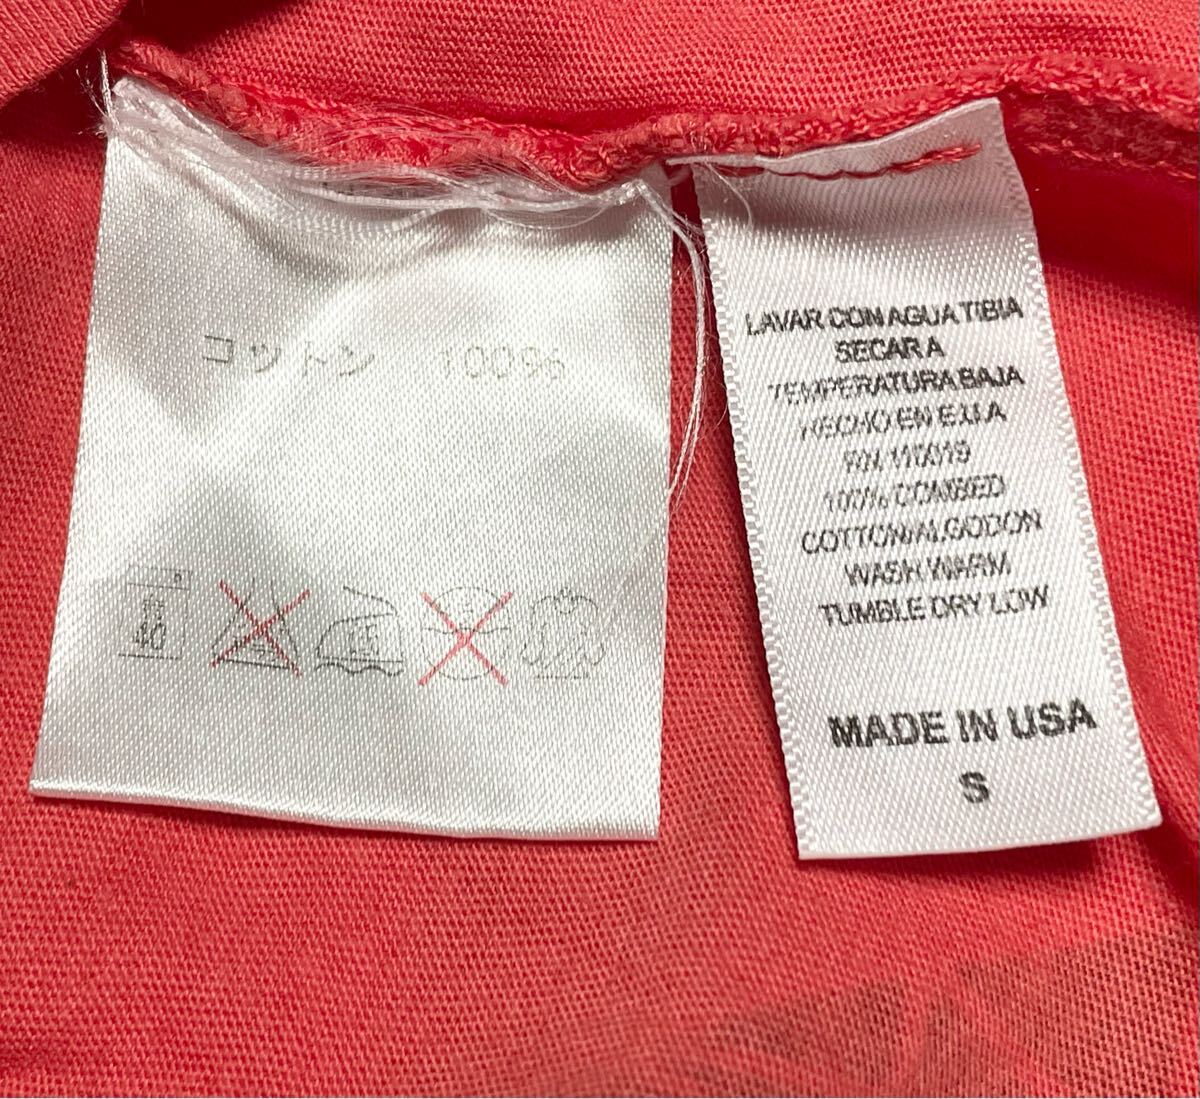 コットン 100%
40
LAVAR CON AGUA TIBIA
SECAR A
TEMPERATURA BAJA
HECHO EN E.U.A
RN 110019
100% COMBED
COTTON/ALGODON
WASH WARM
TUMBLE DRY LOW
MADE IN USA
S